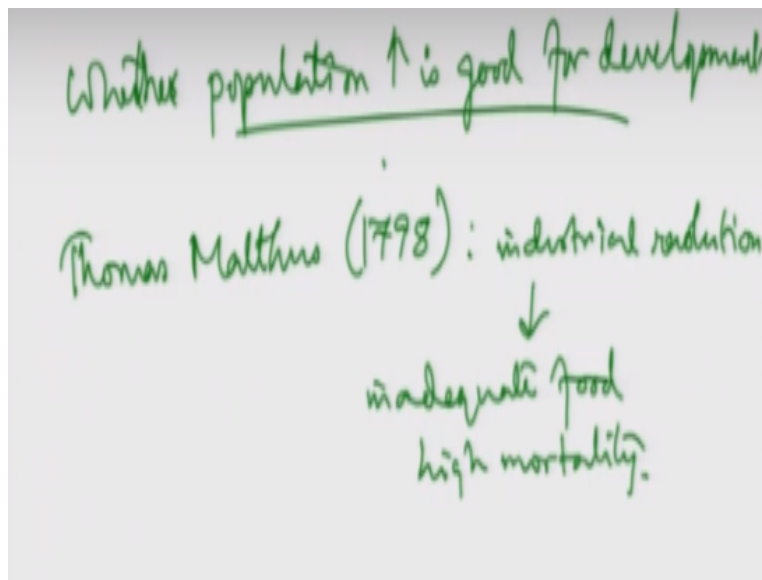 Whether population ↑ is good for development
Thomas Malthus (1798): industrial revolution
↓
inadequate food
high mortality.